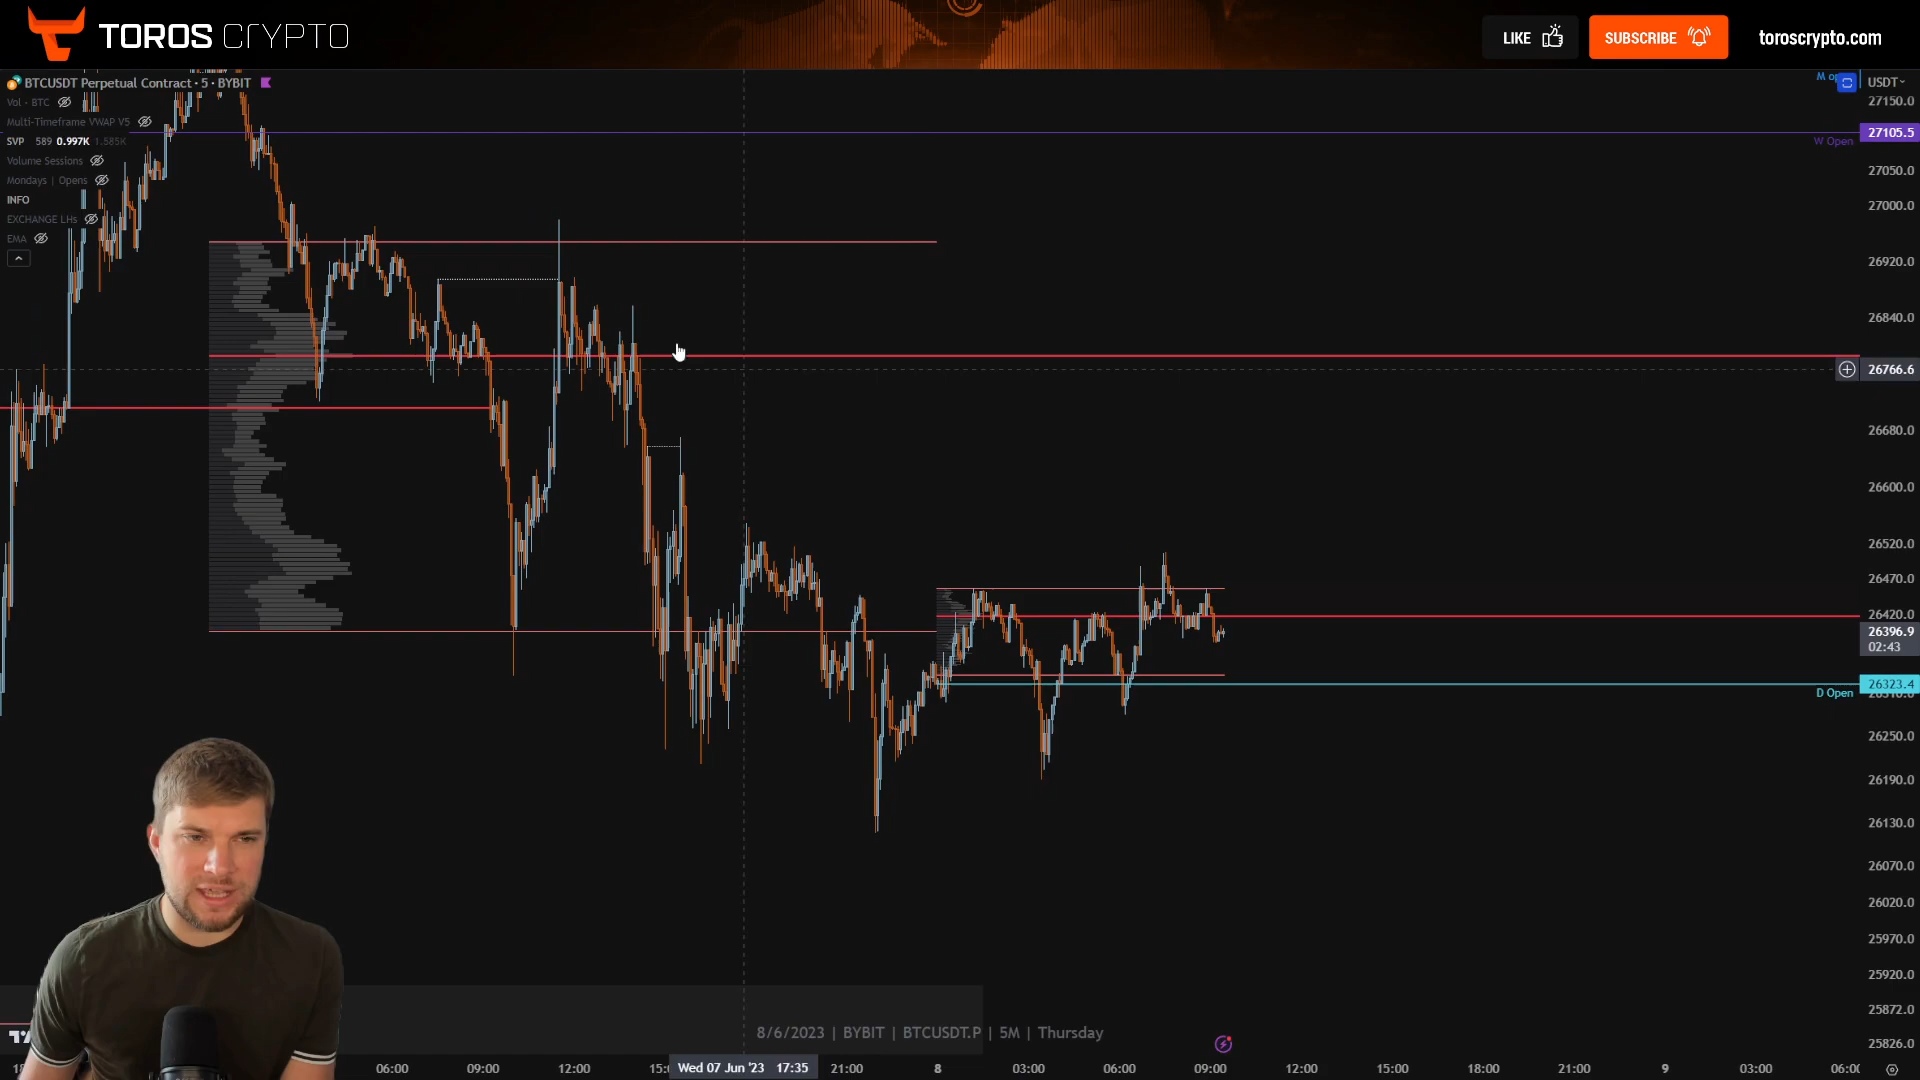 TOROS CRYPTO
LIKE
SUBSCRIBE
toroscrypto.com
BTCUSDT Perpetual Contract · 5 · BYBIT
Vol · BTC
Multi-Timeframe VWAP V5
SVP 589 0.997K 1.585K
Volume Sessions
Mondays | Opens
INFO
EXCHANGE LHs
EMA
USDT
27150.0
27105.5
W Open
27050.0
27000.0
26920.0
26840.0
26766.6
26680.0
26600.0
26520.0
26470.0
26420.0
26396.9
02:43
26323.4
D Open
26250.0
26190.0
26130.0
26070.0
26020.0
25970.0
25920.0
25872.0
25826.0
8/6/2023 | BYBIT | BTCUSDT.P | 5M | Thursday
06:00
09:00
12:00
Wed 07 Jun '23 17:35
21:00
8
03:00
06:00
09:00
12:00
15:00
18:00
21:00
9
03:00